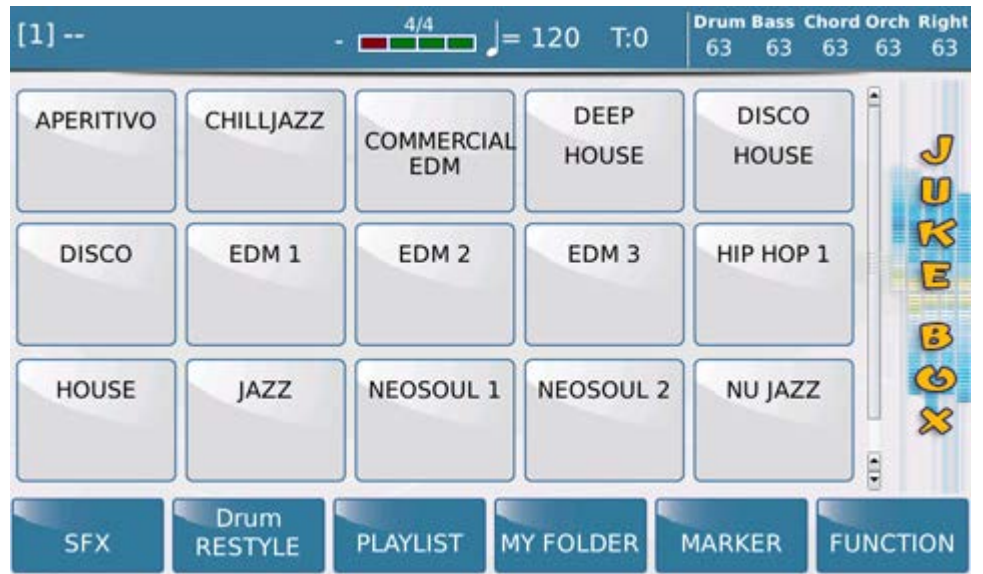 [1] -- - 4/4 ♩= 120 T:0
Drum Bass Chord Orch Right
63 63 63 63 63
APERITIVO
CHILLJAZZ
COMMERCIAL
EDM
DEEP
HOUSE
DISCO
HOUSE
DISCO
EDM 1
EDM 2
EDM 3
HIP HOP 1
HOUSE
JAZZ
NEOSOUL 1
NEOSOUL 2
NU JAZZ
JUKE BOX
SFX
Drum
RESTYLE
PLAYLIST
MY FOLDER
MARKER
FUNCTION